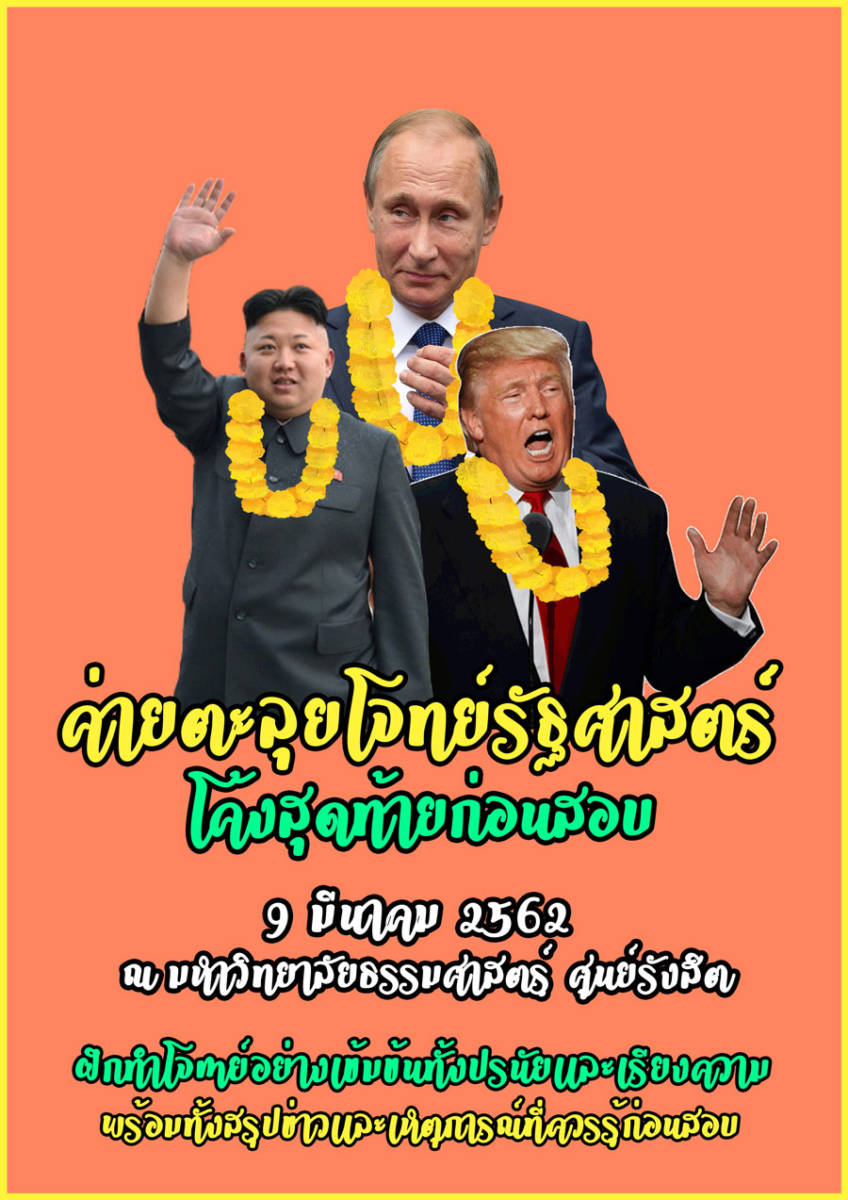 ค่ายตะลุยโจทย์รัฐศาสตร์
โค้งสุดท้ายก่อนสอบ
9 มีนาคม 2562
ณ มหาวิทยาลัยธรรมศาสตร์ ศูนย์รังสิต
ฝึกทำโจทย์อย่างเข้มข้นทั้งปรนัยและเรียงความ
พร้อมทั้งสรุปข่าวและเหตุการณ์ที่ควรรู้ก่อนสอบ